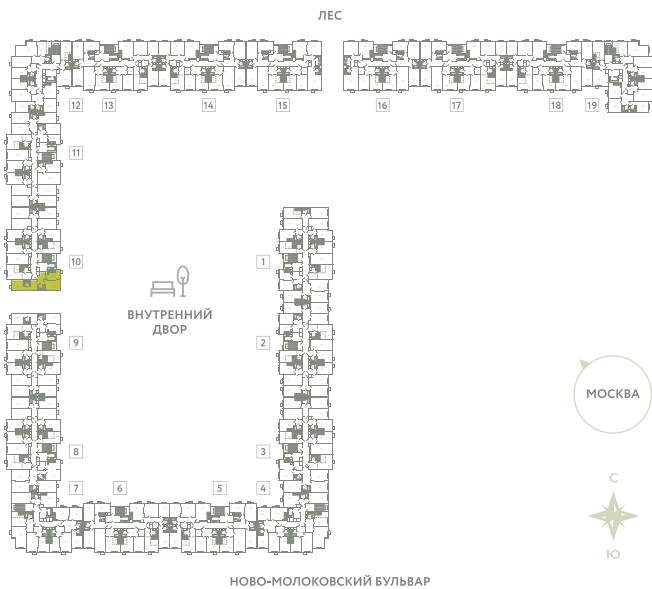 ЛЕС
12 13 14 15 16 17 18 19
11
10 1
ВНУТРЕННИЙ
ДВОР
9 2
МОСКВА
8 3
С
7 6 5 4
Ю
НОВО-МОЛОКОВСКИЙ БУЛЬВАР